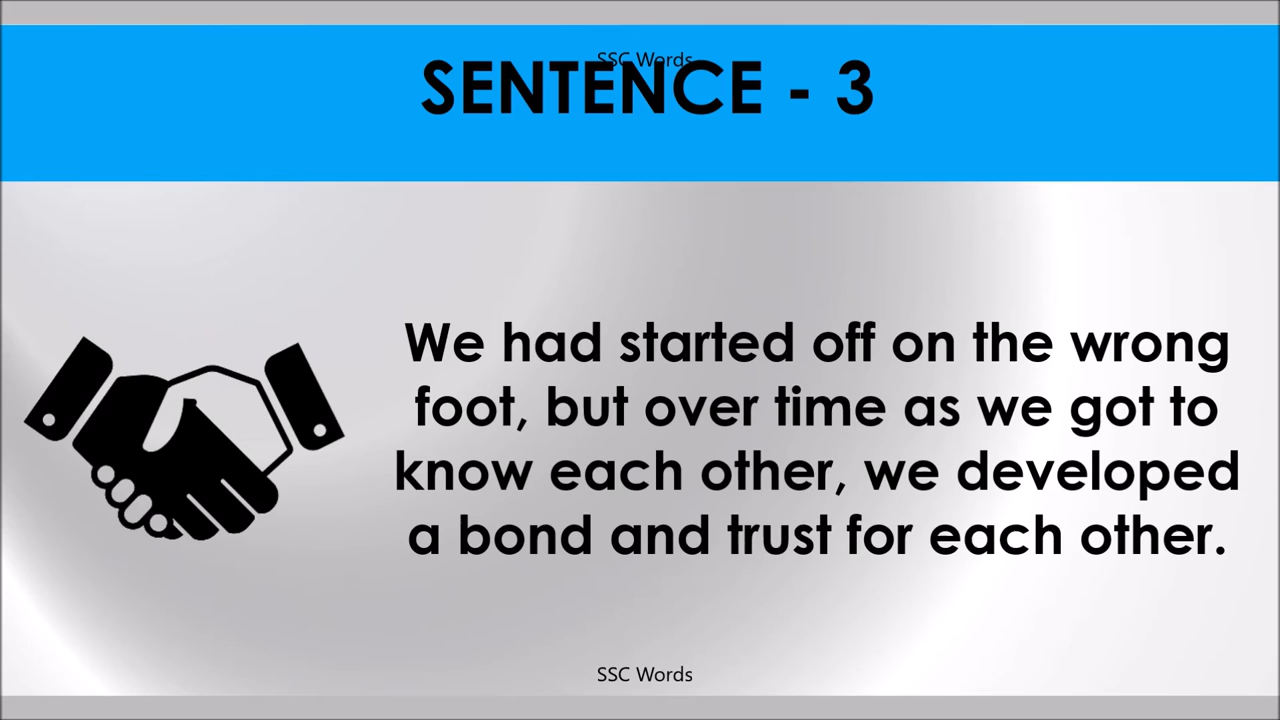 SSC Words
SENTENCE - 3
We had started off on the wrong
foot, but over time as we got to
know each other, we developed
a bond and trust for each other.
SSC Words